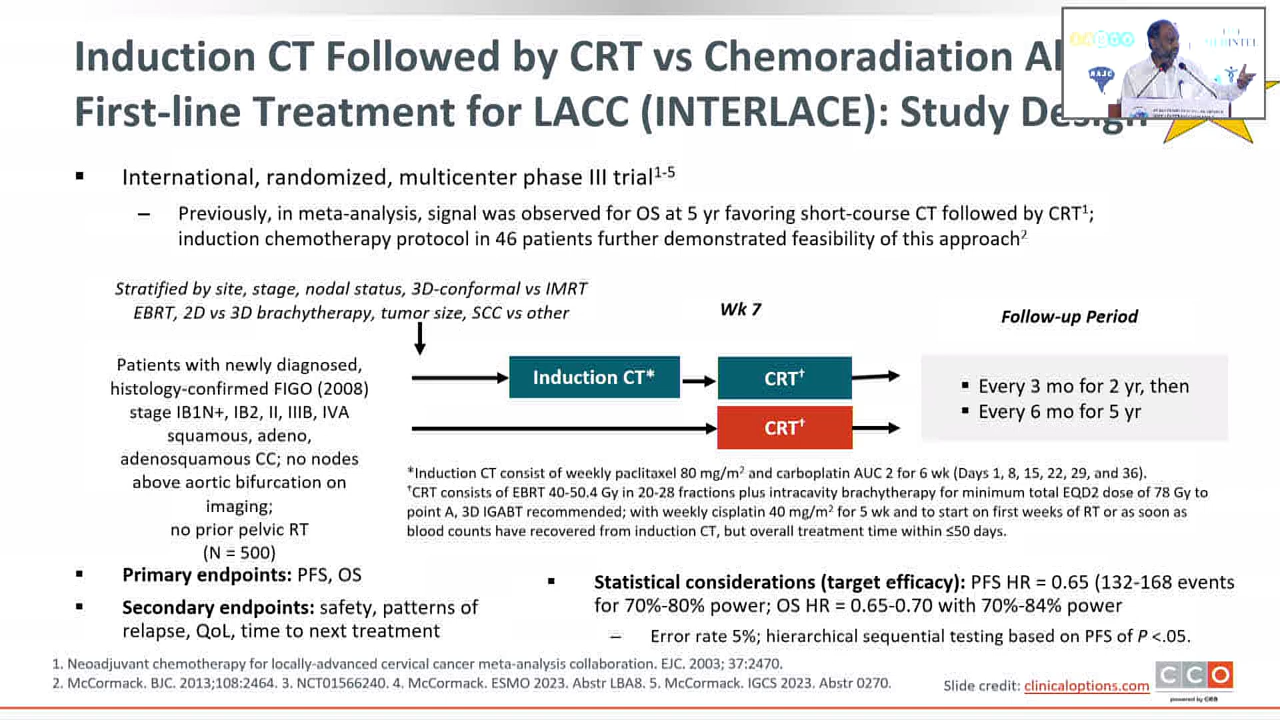 Induction CT Followed by CRT vs Chemoradiation Al
First-line Treatment for LACC (INTERLACE): Study Design
▪ International, randomized, multicenter phase III trial1-5
– Previously, in meta-analysis, signal was observed for OS at 5 yr favoring short-course CT followed by CRT1;
induction chemotherapy protocol in 46 patients further demonstrated feasibility of this approach2
Stratified by site, stage, nodal status, 3D-conformal vs IMRT
EBRT, 2D vs 3D brachytherapy, tumor size, SCC vs other
Wk 7
Follow-up Period
Patients with newly diagnosed,
histology-confirmed FIGO (2008)
stage IB1N+, IB2, II, IIIB, IVA
squamous, adeno,
adenosquamous CC; no nodes
above aortic bifurcation on
imaging;
no prior pelvic RT
(N = 500)
Induction CT*
CRT†
CRT†
▪ Every 3 mo for 2 yr, then
▪ Every 6 mo for 5 yr
*Induction CT consist of weekly paclitaxel 80 mg/m2 and carboplatin AUC 2 for 6 wk (Days 1, 8, 15, 22, 29, and 36).
†CRT consists of EBRT 40-50.4 Gy in 20-28 fractions plus intracavity brachytherapy for minimum total EQD2 dose of 78 Gy to
point A, 3D IGABT recommended; with weekly cisplatin 40 mg/m2 for 5 wk and to start on first weeks of RT or as soon as
blood counts have recovered from induction CT, but overall treatment time within ≤50 days.
▪ Primary endpoints: PFS, OS
▪ Secondary endpoints: safety, patterns of
relapse, QoL, time to next treatment
▪ Statistical considerations (target efficacy): PFS HR = 0.65 (132-168 events
for 70%-80% power; OS HR = 0.65-0.70 with 70%-84% power
– Error rate 5%; hierarchical sequential testing based on PFS of P <.05.
1. Neoadjuvant chemotherapy for locally-advanced cervical cancer meta-analysis collaboration. EJC. 2003; 37:2470.
2. McCormack. BJC. 2013;108:2464. 3. NCT01566240. 4. McCormack. ESMO 2023. Abstr LBA8. 5. McCormack. IGCS 2023. Abstr 0270.
Slide credit: clinicaloptions.com
CCO
powered by CEA
AAJC